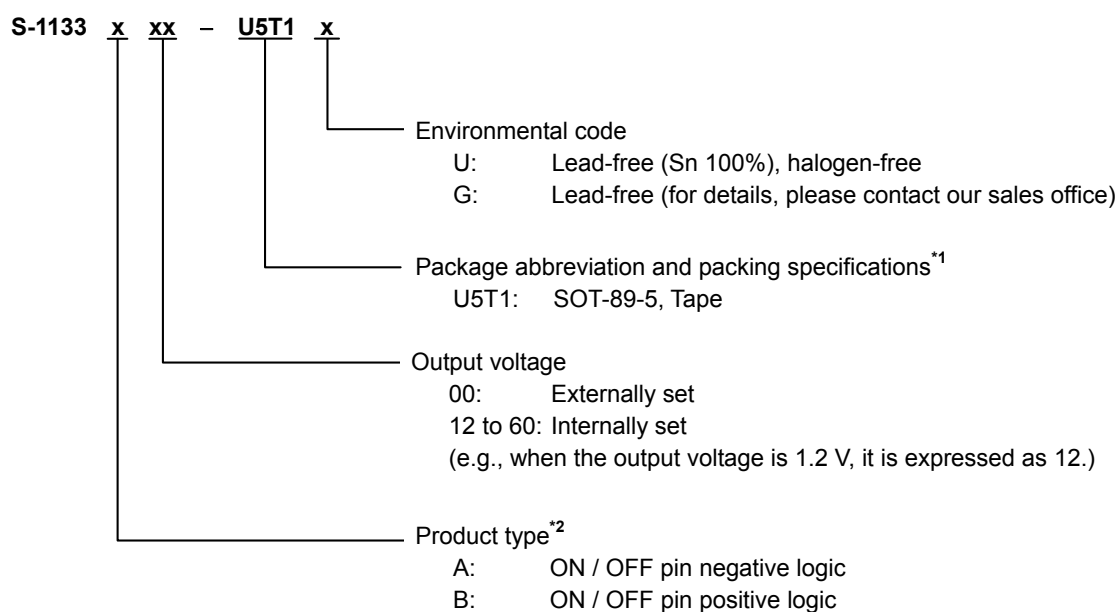 S-1133 x xx – U5T1 x
Environmental code
U: Lead-free (Sn 100%), halogen-free
G: Lead-free (for details, please contact our sales office)
Package abbreviation and packing specifications*1
U5T1: SOT-89-5, Tape
Output voltage
00: Externally set
12 to 60: Internally set
(e.g., when the output voltage is 1.2 V, it is expressed as 12.)
Product type*2
A: ON / OFF pin negative logic
B: ON / OFF pin positive logic